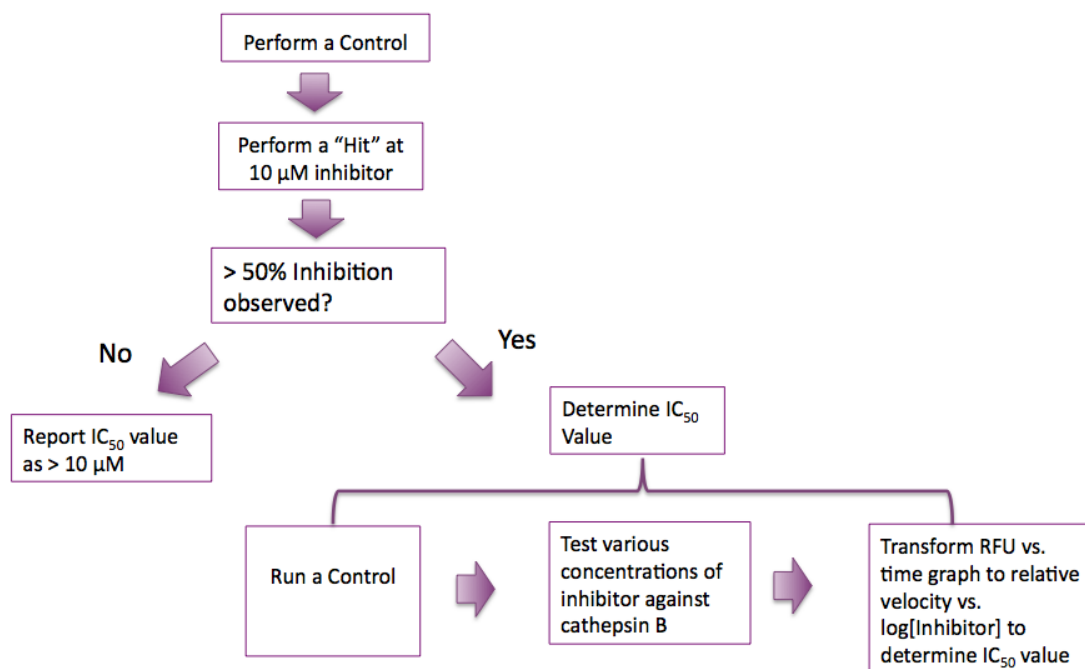 Perform a Control
Perform a “Hit” at
10 μM inhibitor
> 50% Inhibition
observed?
No
Yes
Report IC₅₀ value
as > 10 μM
Determine IC₅₀
Value
Run a Control
Test various
concentrations of
inhibitor against
cathepsin B
Transform RFU vs.
time graph to relative
velocity vs.
log[Inhibitor] to
determine IC₅₀ value